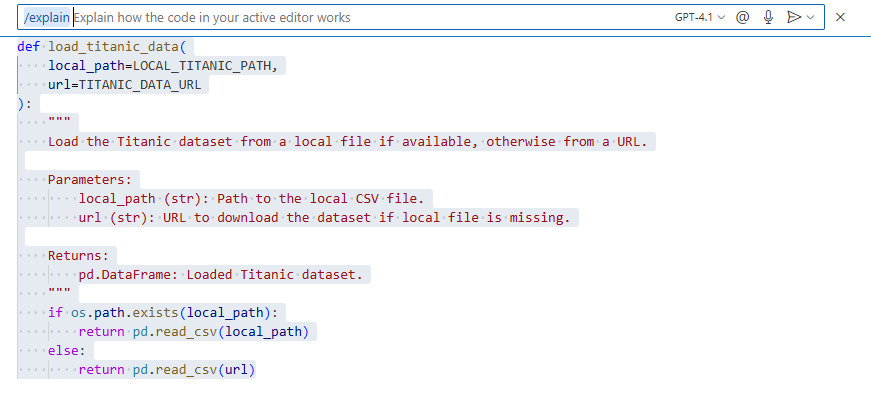 /explain Explain how the code in your active editor works GPT-4.1 @
def load_titanic_data(
    local_path=LOCAL_TITANIC_PATH,
    url=TITANIC_DATA_URL
):
    """
    Load the Titanic dataset from a local file if available, otherwise from a URL.

    Parameters:
        local_path (str): Path to the local CSV file.
        url (str): URL to download the dataset if local file is missing.

    Returns:
        pd.DataFrame: Loaded Titanic dataset.
    """
    if os.path.exists(local_path):
        return pd.read_csv(local_path)
    else:
        return pd.read_csv(url)